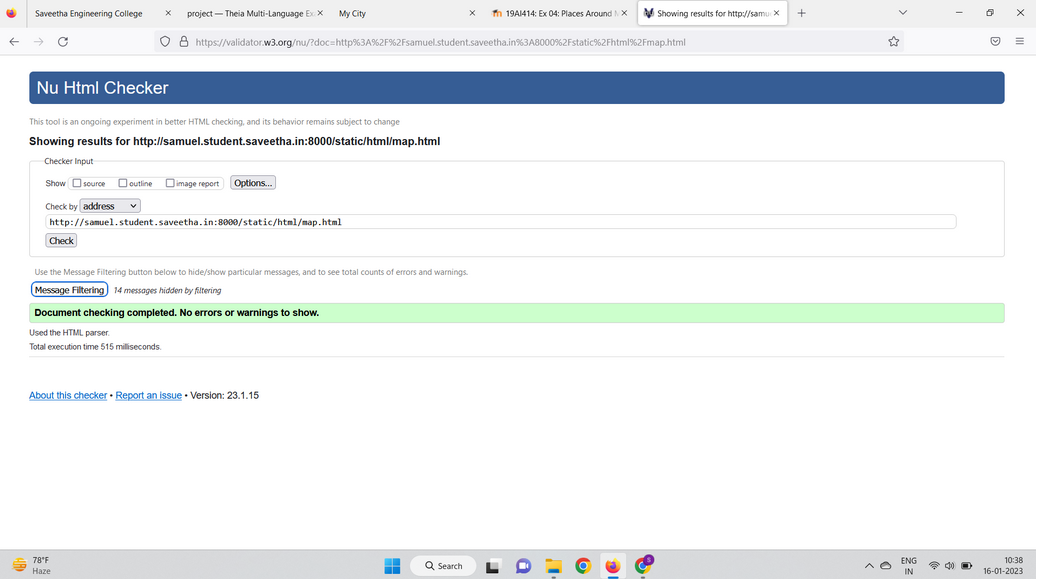 Saveetha Engineering College
project — Theia Multi-Language Ex
My City
19AI414: Ex 04: Places Around
Showing results for http://samu
https://validator.w3.org/nu/?doc=http%3A%2F%2Fsamuel.student.saveetha.in%3A8000%2Fstatic%2Fhtml%2Fmap.html
Nu Html Checker
This tool is an ongoing experiment in better HTML checking, and its behavior remains subject to change
Showing results for http://samuel.student.saveetha.in:8000/static/html/map.html
Checker Input
Show source outline image report Options...
Check by address
http://samuel.student.saveetha.in:8000/static/html/map.html
Check
Use the Message Filtering button below to hide/show particular messages, and to see total counts of errors and warnings.
Message Filtering 14 messages hidden by filtering
Document checking completed. No errors or warnings to show.
Used the HTML parser.
Total execution time 515 milliseconds.
About this checker • Report an issue • Version: 23.1.15
78°F
Haze
Search
S
ENG
IN
10:38
16-01-2023